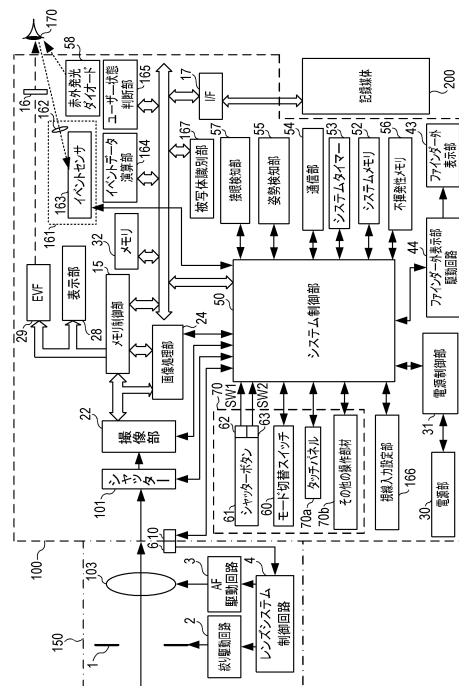 150
1
2
絞り駆動回路
103
3
AF
駆動回路
4
レンズシステム
制御回路
100
6,10
101
シャッター
22
撮像部
29
EVF
28
表示部
15
メモリ制御部
32
メモリ
24
画像処理部
16
170
161
162
163
イベントセンサ
58
赤外発光
ダイオード
165
ユーザー状態
判断部
164
イベントデータ
演算部
17
I/F
200
記録媒体
167
被写体識別部
57
接眼検知部
55
姿勢検知部
54
通信部
53
システムタイマー
52
システムメモリ
56
不揮発性メモリ
43
ファインダー外
表示部
44
ファインダー外表示部
駆動回路
50
システム制御部
70
61
シャッターボタン
62
SW1
63
SW2
60
モード切替スイッチ
70a
タッチパネル
70b
その他の操作部材
166
視線入力設定部
31
電源制御部
30
電源部